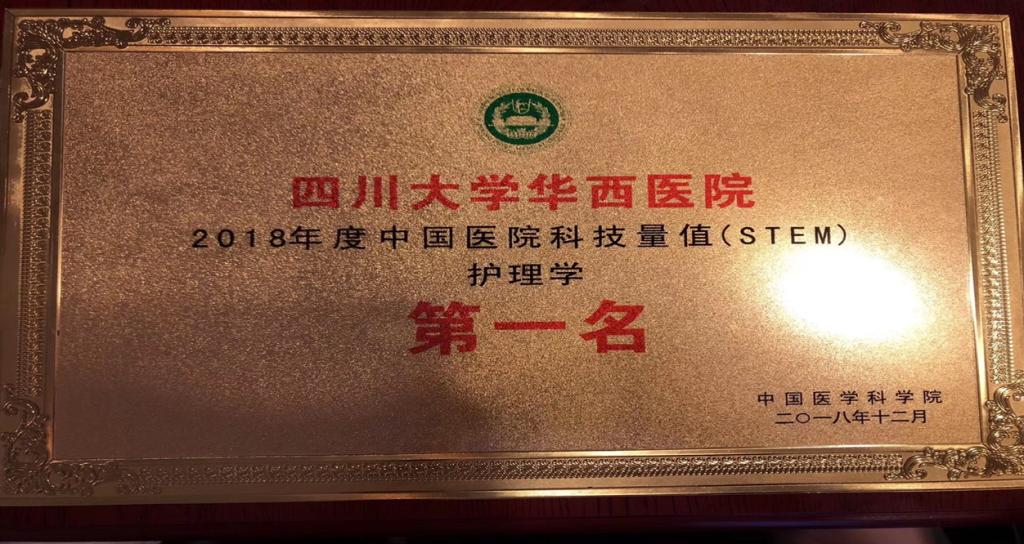 四川大学华西医院
2018年度中国医院科技量值(STEM)
护理学
第一名
中国医学科学院
二〇一八年十二月